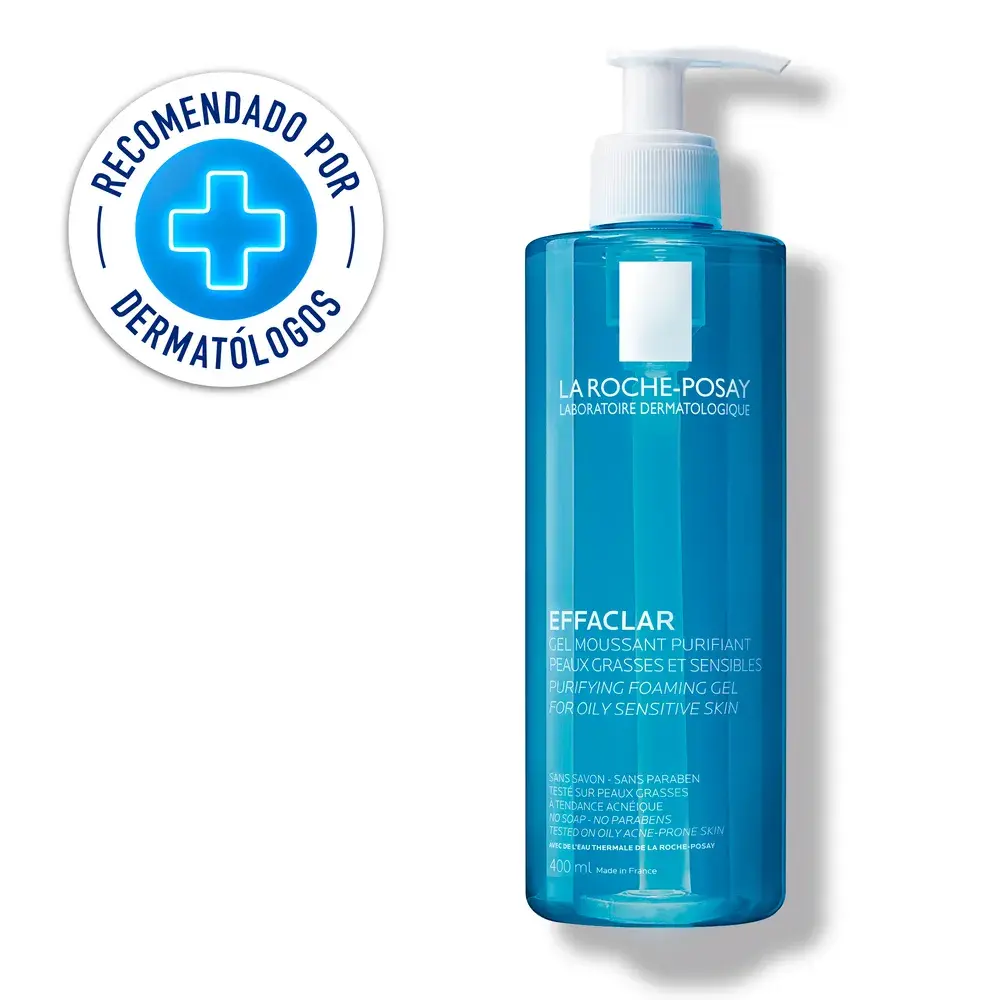 RECOMENDADO POR
DERMATÓLOGOS
LA ROCHE-POSAY
LABORATOIRE DERMATOLOGIQUE
EFFACLAR
GEL MOUSSANT PURIFIANT
PEAUX GRASSES ET SENSIBLES
PURIFYING FOAMING GEL
FOR OILY SENSITIVE SKIN
SANS SAVON - SANS PARABEN
TESTÉ SUR PEAUX GRASSES
À TENDANCE ACNÉIQUE
NO SOAP - NO PARABENS
TESTED ON OILY ACNE-PRONE SKIN
AVEC DE L'EAU THERMALE DE LA ROCHE-POSAY
400 ml Made in France